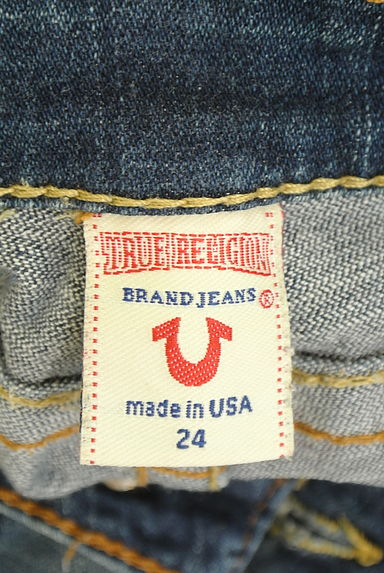 TRUE RELIGION
BRAND JEANS ®
made in USA
24